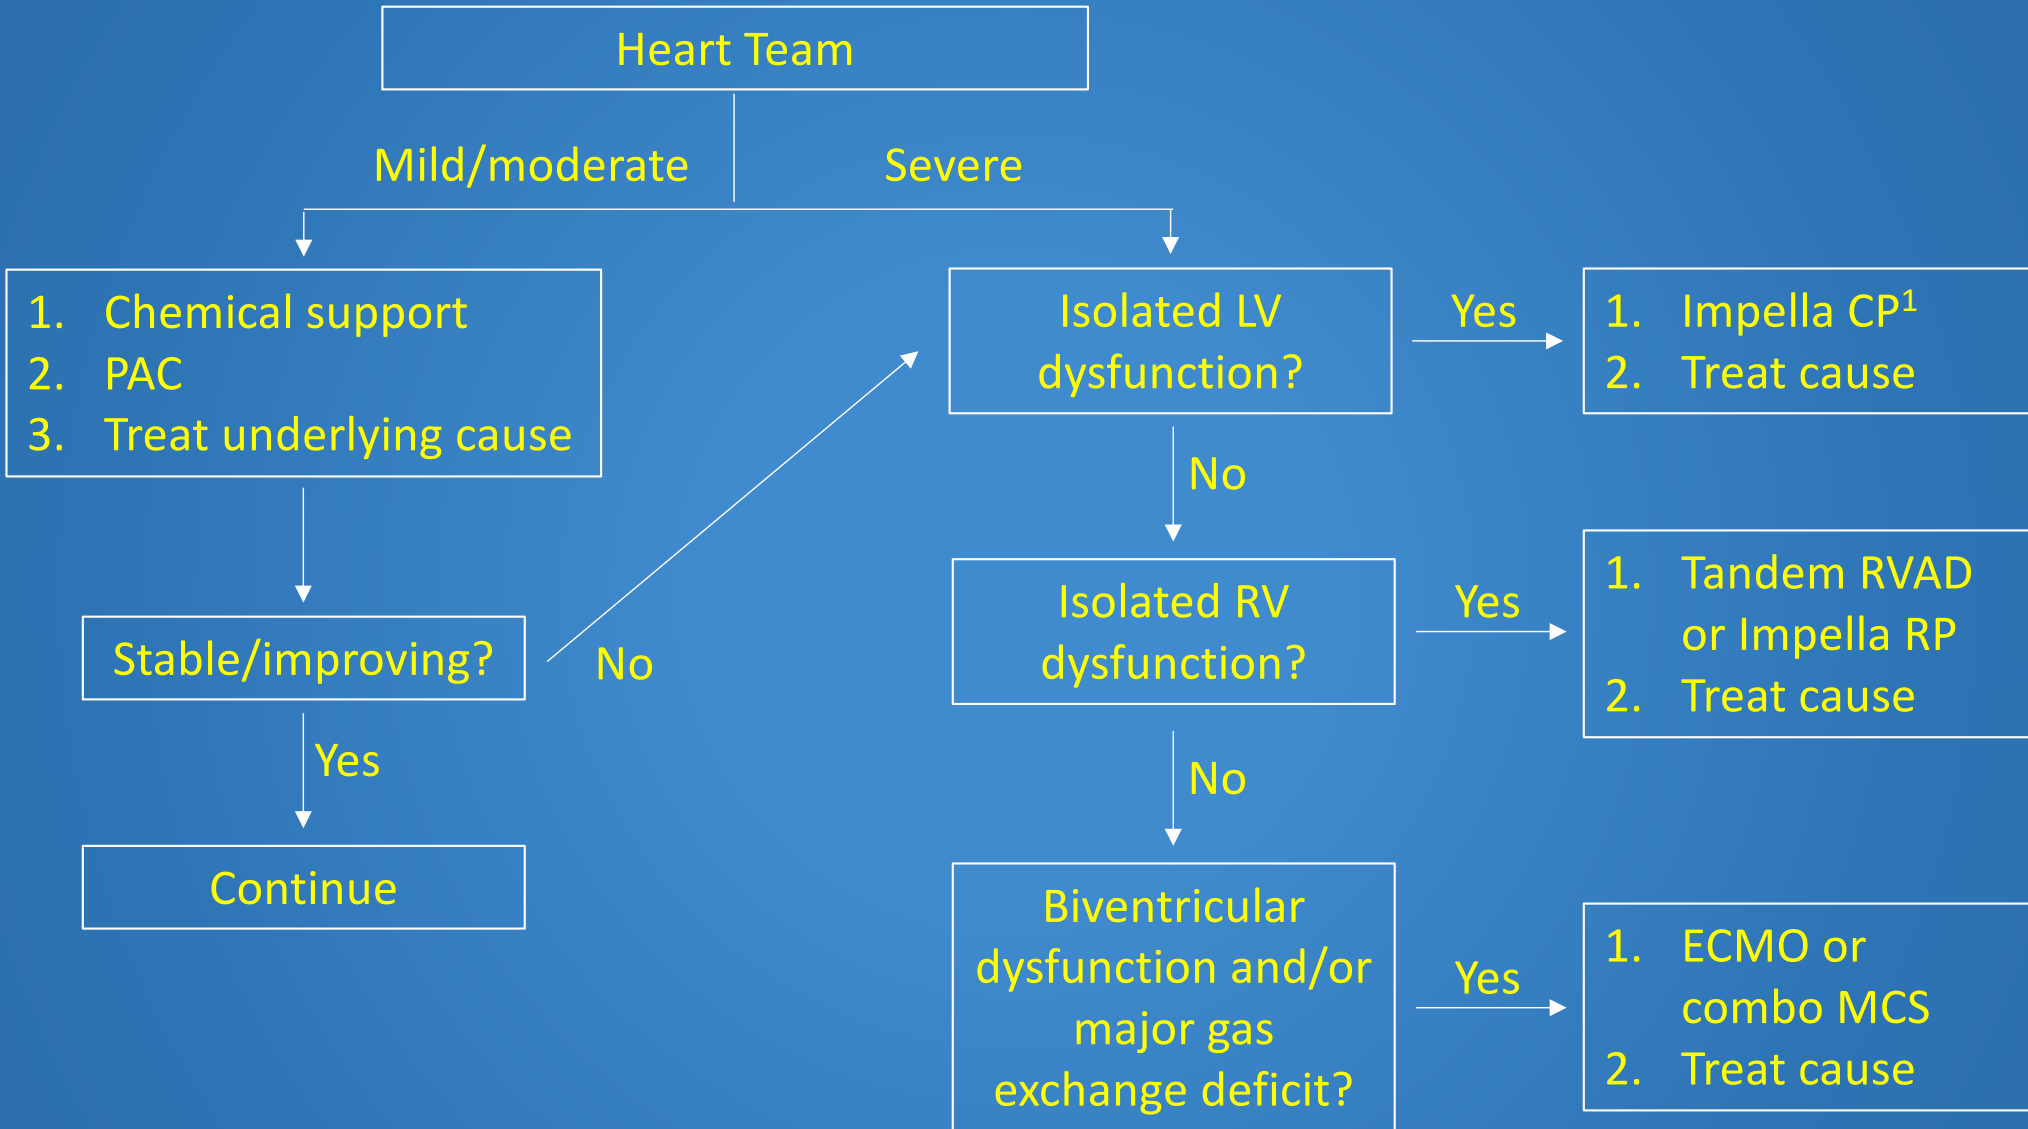 Heart Team
Mild/moderate
Severe
1. Chemical support
2. PAC
3. Treat underlying cause
Stable/improving?
No
Yes
Continue
Isolated LV
dysfunction?
Yes
1. Impella CP¹
2. Treat cause
No
Isolated RV
dysfunction?
Yes
1. Tandem RVAD
or Impella RP
2. Treat cause
No
Biventricular
dysfunction and/or
major gas
exchange deficit?
Yes
1. ECMO or
combo MCS
2. Treat cause